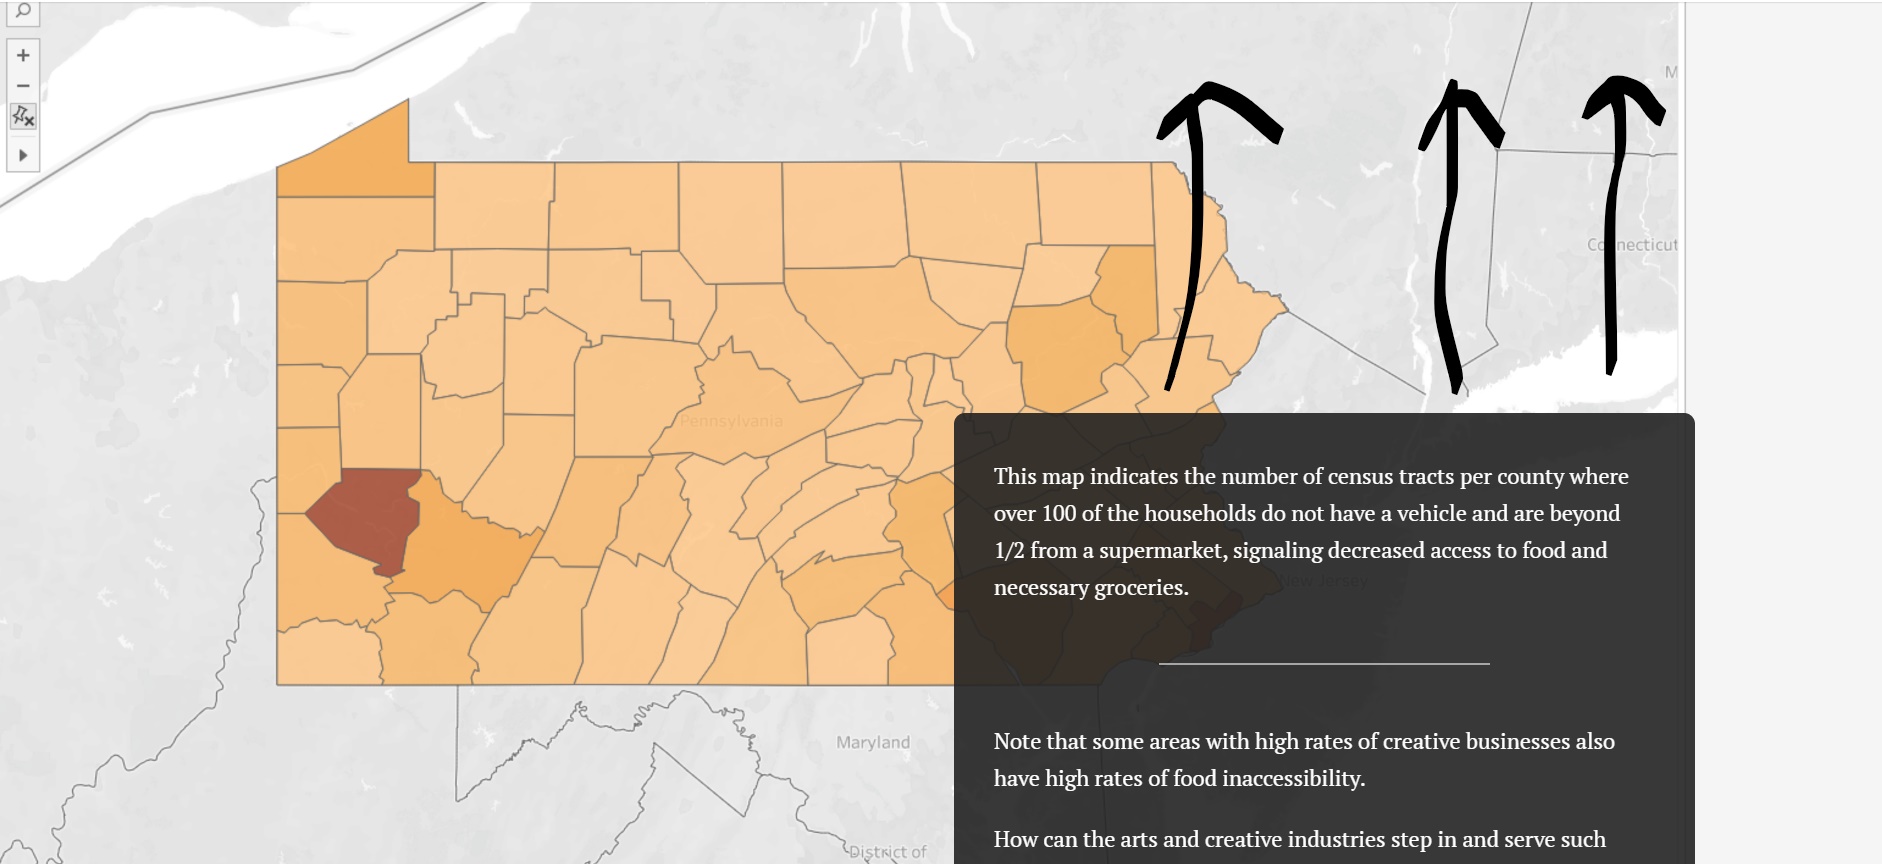 M
Connecticut
Pennsylvania
This map indicates the number of census tracts per county where
over 100 of the households do not have a vehicle and are beyond
1/2 from a supermarket, signaling decreased access to food and
New Jersey
necessary groceries.
Maryland
Note that some areas with high rates of creative businesses also
have high rates of food inaccessibility.
How can the arts and creative industries step in and serve such
District of